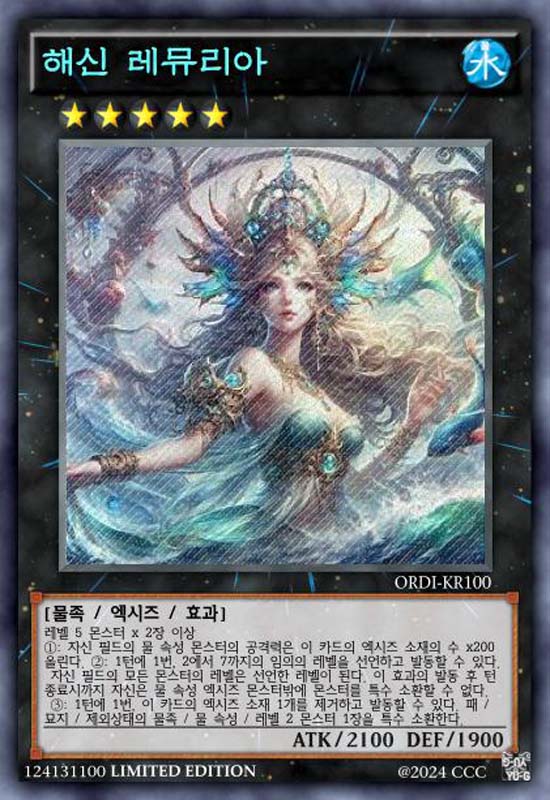 해신 레뮤리아
水
ORDI-KR100
[물족 / 엑시즈 / 효과]
레벨 5 몬스터 x 2장 이상
①: 자신 필드의 물 속성 몬스터의 공격력은 이 카드의 엑시즈 소재의 수 x200
올린다. ②: 1턴에 1번, 2에서 7까지의 임의의 레벨을 선언하고 발동할 수 있다.
자신 필드의 모든 몬스터의 레벨은 선언한 레벨이 된다. 이 효과의 발동 후 턴
종료시까지 자신은 물 속성 엑시즈 몬스터밖에 몬스터를 특수 소환할 수 없다.
③: 1턴에 1번, 이 카드의 엑시즈 소재 1개를 제거하고 발동할 수 있다. 패 /
묘지 / 제외상태의 물족 / 물 속성 / 레벨 2 몬스터 1장을 특수 소환한다.
ATK/2100 DEF/1900
124131100 LIMITED EDITION
@2024 CCC